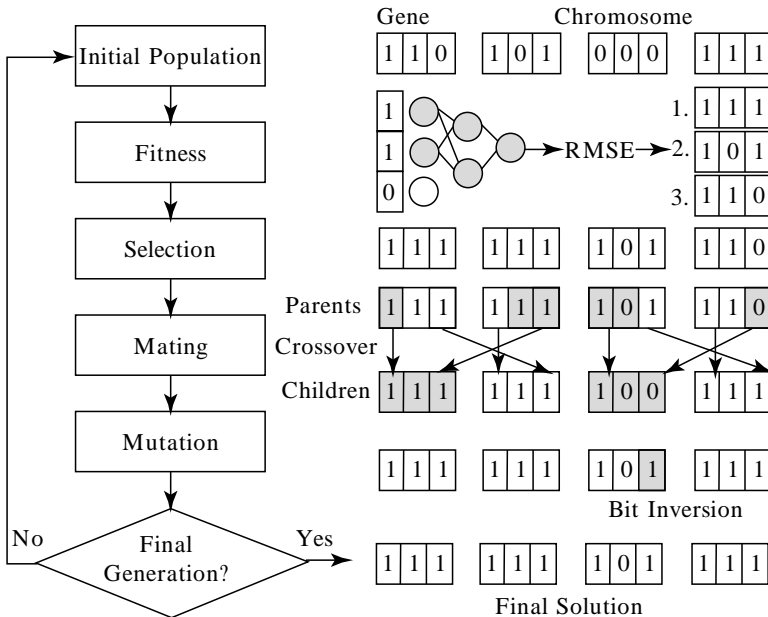 Gene Chromosome
Initial Population 1 1 0 1 0 1 0 0 0 1 1 1
1 1. 1 1 1
Fitness 1 RMSE 2. 1 0 1
0 3. 1 1 0
Selection 1 1 1 1 1 1 1 0 1 1 1 0
Parents 1 1 1 1 1 1 1 0 1 1 1 0
Mating Crossover
Children 1 1 1 1 1 1 1 0 0 1 1 1
Mutation 1 1 1 1 1 1 1 0 1 1 1 1
Bit Inversion
No Final Generation? Yes
1 1 1 1 1 1 1 0 1 1 1 1
Final Solution